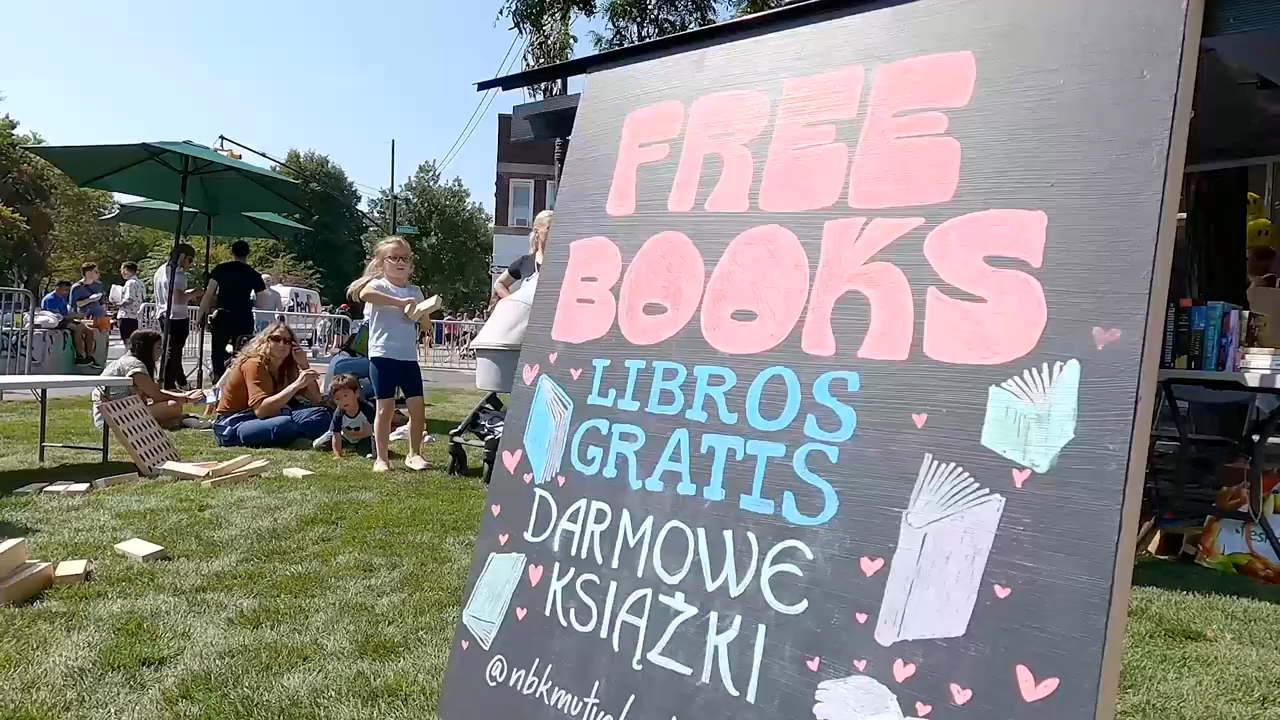 FREE
BOOKS
LIBROS
GRATIS
DARMOWE
KSIĄŻKI